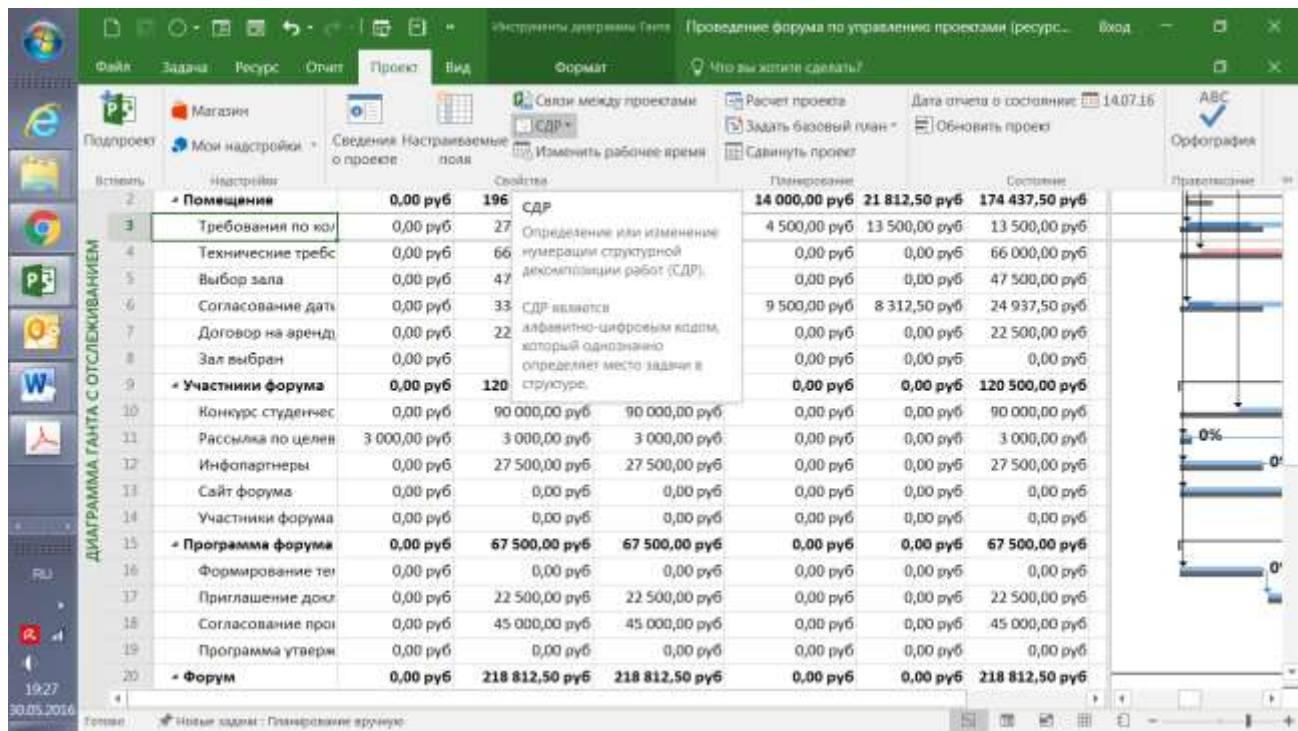 Инструменты диаграммы Ганта
Проведение форума по управлению проектами (ресурс...
Вход
Файл Задача Ресурс Отчет Проект Вид Формат Что вы хотите сделать?
Подпроект
Магазин
Мои надстройки
Сведения о проекте
Настраиваемые поля
Связи между проектами
СДР
Изменить рабочее время
Расчет проекта
Задать базовый план
Сдвинуть проект
Дата отчета о состоянии: 14.07.16
Обновить проект
ABC
Орфография
Вставить Надстройки Свойства Планирование Состояние Правописание
СДР
Определение или изменение
нумерации структурной
декомпозиции работ (СДР).
СДР является
алфавитно-цифровым кодом,
который однозначно
определяет место задачи в
структуре.
ДИАГРАММА ГАНТА С ОТСЛЕЖИВАНИЕМ
2 Помещение 0,00 руб 196 14 000,00 руб 21 812,50 руб 174 437,50 руб
3 Требования по кол 0,00 руб 27 4 500,00 руб 13 500,00 руб 13 500,00 руб
4 Технические требо 0,00 руб 66 0,00 руб 0,00 руб 66 000,00 руб
5 Выбор зала 0,00 руб 47 0,00 руб 0,00 руб 47 500,00 руб
6 Согласование даты 0,00 руб 33 9 500,00 руб 8 312,50 руб 24 937,50 руб
7 Договор на аренду 0,00 руб 22 0,00 руб 0,00 руб 22 500,00 руб
8 Зал выбран 0,00 руб 0,00 руб 0,00 руб 0,00 руб
9 Участники форума 0,00 руб 120 0,00 руб 0,00 руб 120 500,00 руб
10 Конкурс студенчес 0,00 руб 90 000,00 руб 90 000,00 руб 0,00 руб 0,00 руб 90 000,00 руб
11 Рассылка по целев 3 000,00 руб 3 000,00 руб 3 000,00 руб 0,00 руб 0,00 руб 3 000,00 руб 0%
12 Инфопартнеры 0,00 руб 27 500,00 руб 27 500,00 руб 0,00 руб 0,00 руб 27 500,00 руб 0
13 Сайт форума 0,00 руб 0,00 руб 0,00 руб 0,00 руб 0,00 руб 0,00 руб
14 Участники форума 0,00 руб 0,00 руб 0,00 руб 0,00 руб 0,00 руб 0,00 руб
15 Программа форума 0,00 руб 67 500,00 руб 67 500,00 руб 0,00 руб 0,00 руб 67 500,00 руб
16 Формирование тем 0,00 руб 0,00 руб 0,00 руб 0,00 руб 0,00 руб 0,00 руб 0
17 Приглашение докл 0,00 руб 22 500,00 руб 22 500,00 руб 0,00 руб 0,00 руб 22 500,00 руб
18 Согласование прог 0,00 руб 45 000,00 руб 45 000,00 руб 0,00 руб 0,00 руб 45 000,00 руб
19 Программа утверж 0,00 руб 0,00 руб 0,00 руб 0,00 руб 0,00 руб 0,00 руб
20 Форум 0,00 руб 218 812,50 руб 218 812,50 руб 0,00 руб 0,00 руб 218 812,50 руб
RU
19:27
30.05.2016
Готово Новые задачи : Планирование вручную